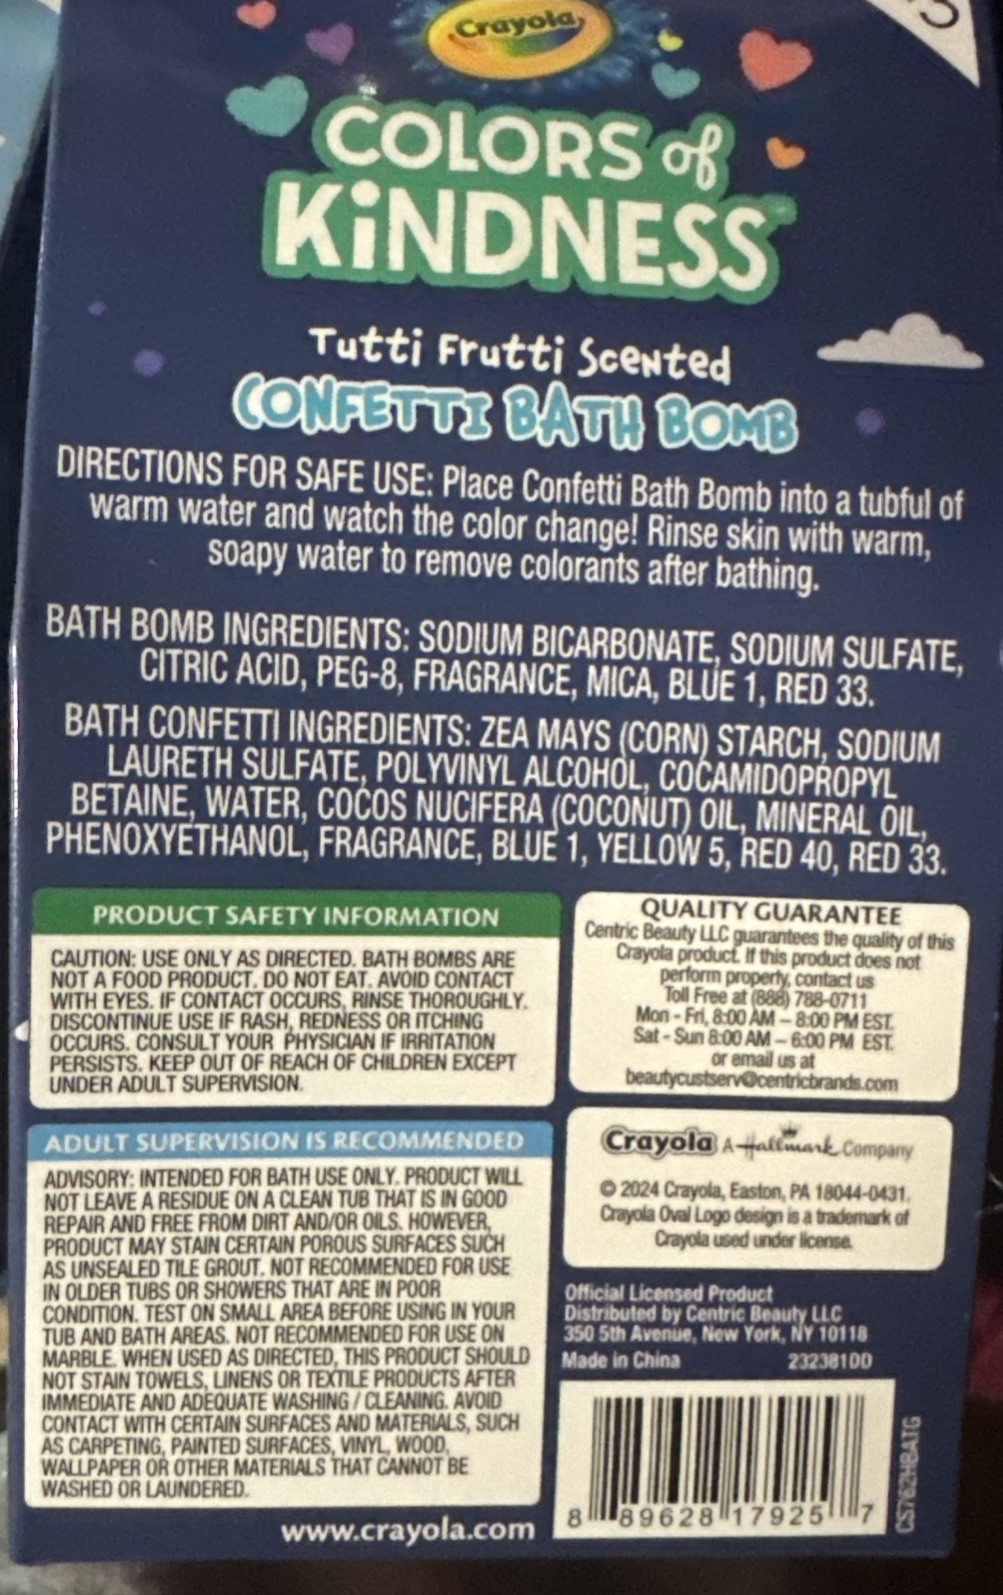 Crayola
COLORS of
KiNDNESS
Tutti Frutti Scented
CONFETTI BATH BOMB
DIRECTIONS FOR SAFE USE: Place Confetti Bath Bomb into a tubful of
warm water and watch the color change! Rinse skin with warm,
soapy water to remove colorants after bathing.
BATH BOMB INGREDIENTS: SODIUM BICARBONATE, SODIUM SULFATE,
CITRIC ACID, PEG-8, FRAGRANCE, MICA, BLUE 1, RED 33.
BATH CONFETTI INGREDIENTS: ZEA MAYS (CORN) STARCH, SODIUM
LAURETH SULFATE, POLYVINYL ALCOHOL, COCAMIDOPROPYL
BETAINE, WATER, COCOS NUCIFERA (COCONUT) OIL, MINERAL OIL,
PHENOXYETHANOL, FRAGRANCE, BLUE 1, YELLOW 5, RED 40, RED 33.
PRODUCT SAFETY INFORMATION
CAUTION: USE ONLY AS DIRECTED. BATH BOMBS ARE
NOT A FOOD PRODUCT. DO NOT EAT. AVOID CONTACT
WITH EYES. IF CONTACT OCCURS, RINSE THOROUGHLY.
DISCONTINUE USE IF RASH, REDNESS OR ITCHING
OCCURS. CONSULT YOUR PHYSICIAN IF IRRITATION
PERSISTS. KEEP OUT OF REACH OF CHILDREN EXCEPT
UNDER ADULT SUPERVISION.
ADULT SUPERVISION IS RECOMMENDED
ADVISORY: INTENDED FOR BATH USE ONLY. PRODUCT WILL
NOT LEAVE A RESIDUE ON A CLEAN TUB THAT IS IN GOOD
REPAIR AND FREE FROM DIRT AND/OR OILS. HOWEVER,
PRODUCT MAY STAIN CERTAIN POROUS SURFACES SUCH
AS UNSEALED TILE GROUT. NOT RECOMMENDED FOR USE
IN OLDER TUBS OR SHOWERS THAT ARE IN POOR
CONDITION. TEST ON SMALL AREA BEFORE USING IN YOUR
TUB AND BATH AREAS. NOT RECOMMENDED FOR USE ON
MARBLE. WHEN USED AS DIRECTED, THIS PRODUCT SHOULD
NOT STAIN TOWELS, LINENS OR TEXTILE PRODUCTS AFTER
IMMEDIATE AND ADEQUATE WASHING / CLEANING. AVOID
CONTACT WITH CERTAIN SURFACES AND MATERIALS, SUCH
AS CARPETING, PAINTED SURFACES, VINYL, WOOD,
WALLPAPER OR OTHER MATERIALS THAT CANNOT BE
WASHED OR LAUNDERED.
www.crayola.com
QUALITY GUARANTEE
Centric Beauty LLC guarantees the quality of this
Crayola product. If this product does not
perform properly, contact us
Toll Free at (888) 788-0711
Mon - Fri, 8:00 AM – 8:00 PM EST.
Sat - Sun 8:00 AM – 6:00 PM EST.
or email us at
beautycustserv@centricbrands.com
Crayola A Hallmark Company
© 2024 Crayola, Easton, PA 18044-0431.
Crayola Oval Logo design is a trademark of
Crayola used under license.
Official Licensed Product
Distributed by Centric Beauty LLC
350 5th Avenue, New York, NY 10118
Made in China 2323810D
8 89628 17925 7
CS762HBATG